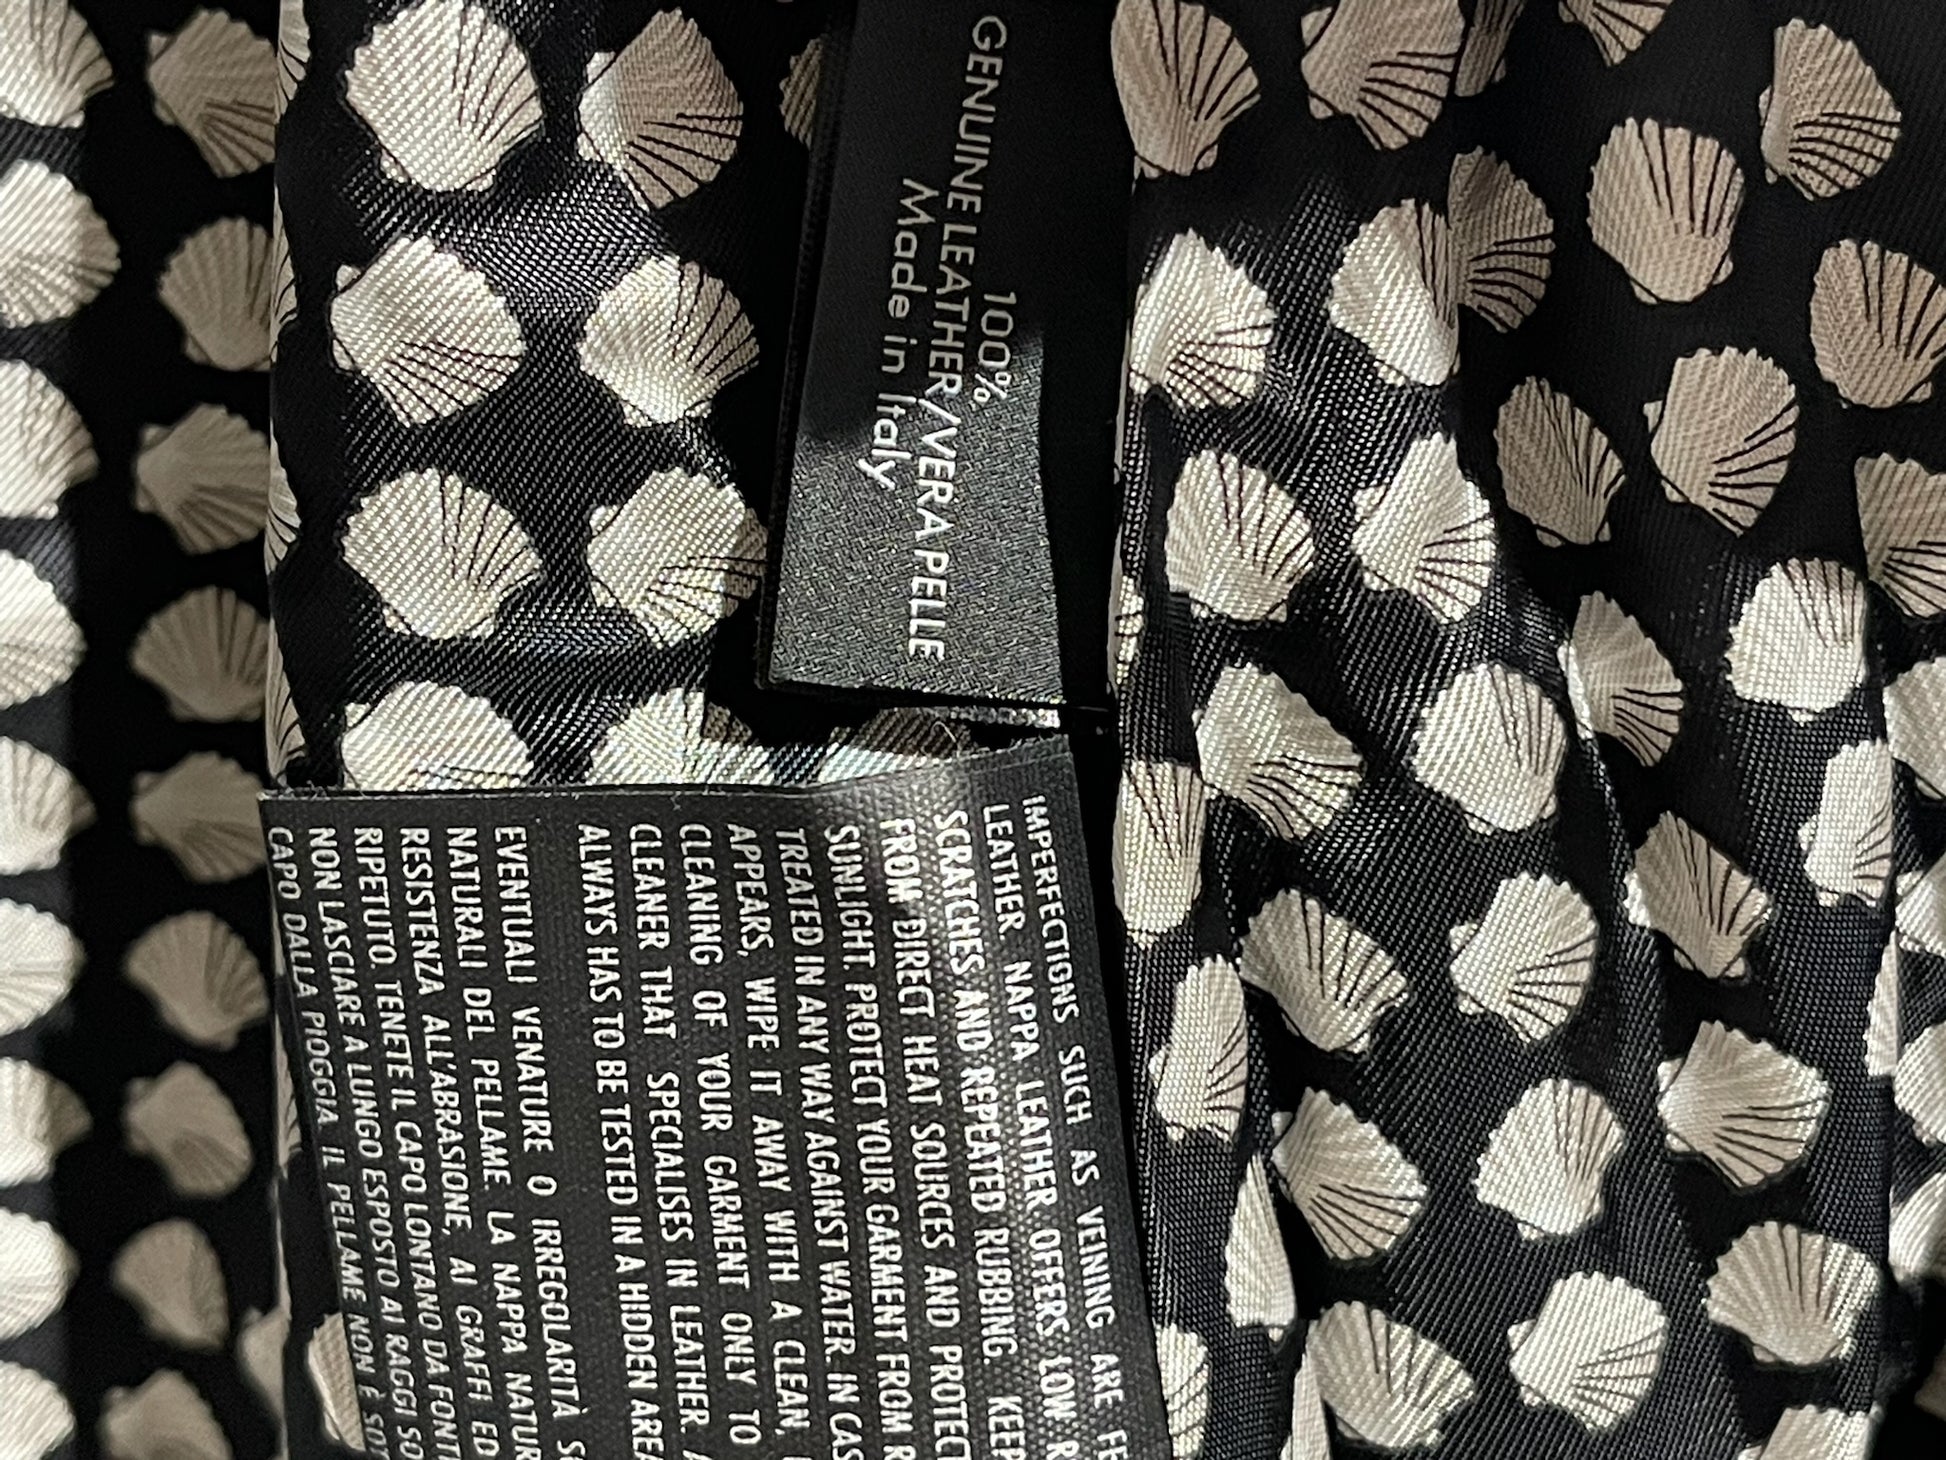 100%
GENUINE LEATHER/VERA PELLE
Made in Italy
IMPERFECTIONS SUCH AS VEINING ARE
LEATHER. NAPPA LEATHER OFFERS LOW
SCRATCHES AND REPEATED RUBBING. KEEP
FROM DIRECT HEAT SOURCES AND PROTECT
SUNLIGHT. PROTECT YOUR GARMENT FROM
TREATED IN ANY WAY AGAINST WATER. IN
APPEARS, WIPE IT AWAY WITH A CLEAN,
CLEANING OF YOUR GARMENT ONLY TO
CLEANER THAT SPECIALISES IN LEATHER.
ALWAYS HAS TO BE TESTED IN A HIDDEN AREA
EVENTUALI VENATURE O IRREGOLARITÀ
NATURALI DEL PELLAME. LA NAPPA
RESISTENZA ALL'ABRASIONE, AI GRAFFI ED
RIPETUTO. TENETE IL CAPO LONTANO DA
NON LASCIARE A LUNGO ESPOSTO AI RAGGI
CAPO DALLA PIOGGIA. IL PELLAME NON È